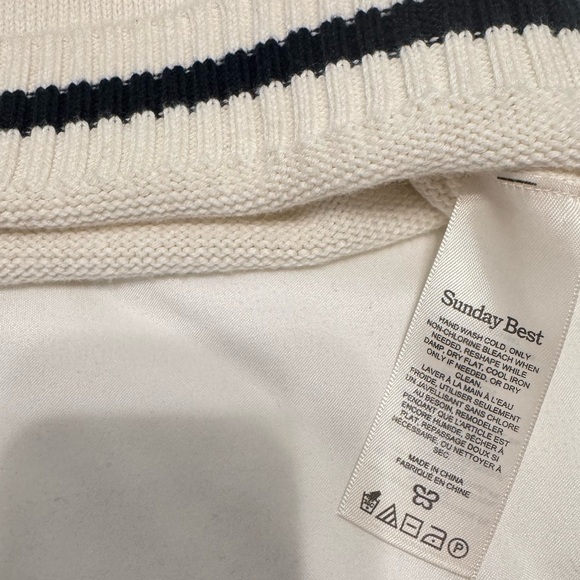 Sunday Best
HAND WASH COLD, ONLY
NON-CHLORINE BLEACH WHEN
NEEDED, RESHAPE WHILE
DAMP, DRY FLAT, COOL IRON
ONLY IF NEEDED, OR DRY
CLEAN.
LAVER À LA MAIN À L'EAU
FROIDE, UTILISER SEULEMENT
UN JAVELLISANT SANS CHLORE
AU BESOIN, REMODELER
PENDANT QUE L'ARTICLE EST
ENCORE HUMIDE, SÉCHER À
PLAT, REPASSAGE DOUX SI
NÉCESSAIRE, OU NETTOYER À
SEC
MADE IN CHINA
FABRIQUÉ EN CHINE
P